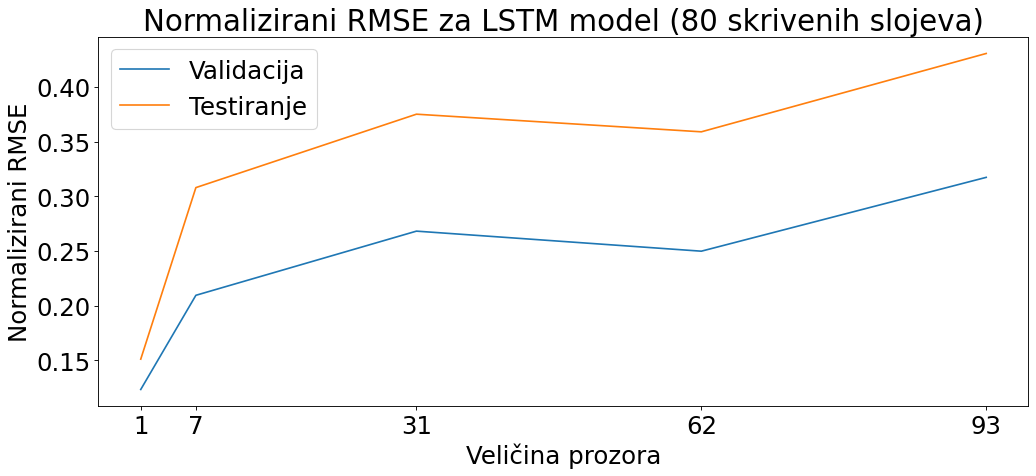 Normalizirani RMSE za LSTM model (80 skrivenih slojeva)
Validacija
Testiranje
Normalizirani RMSE
0.40
0.35
0.30
0.25
0.20
0.15
1 7 31 62 93
Veličina prozora